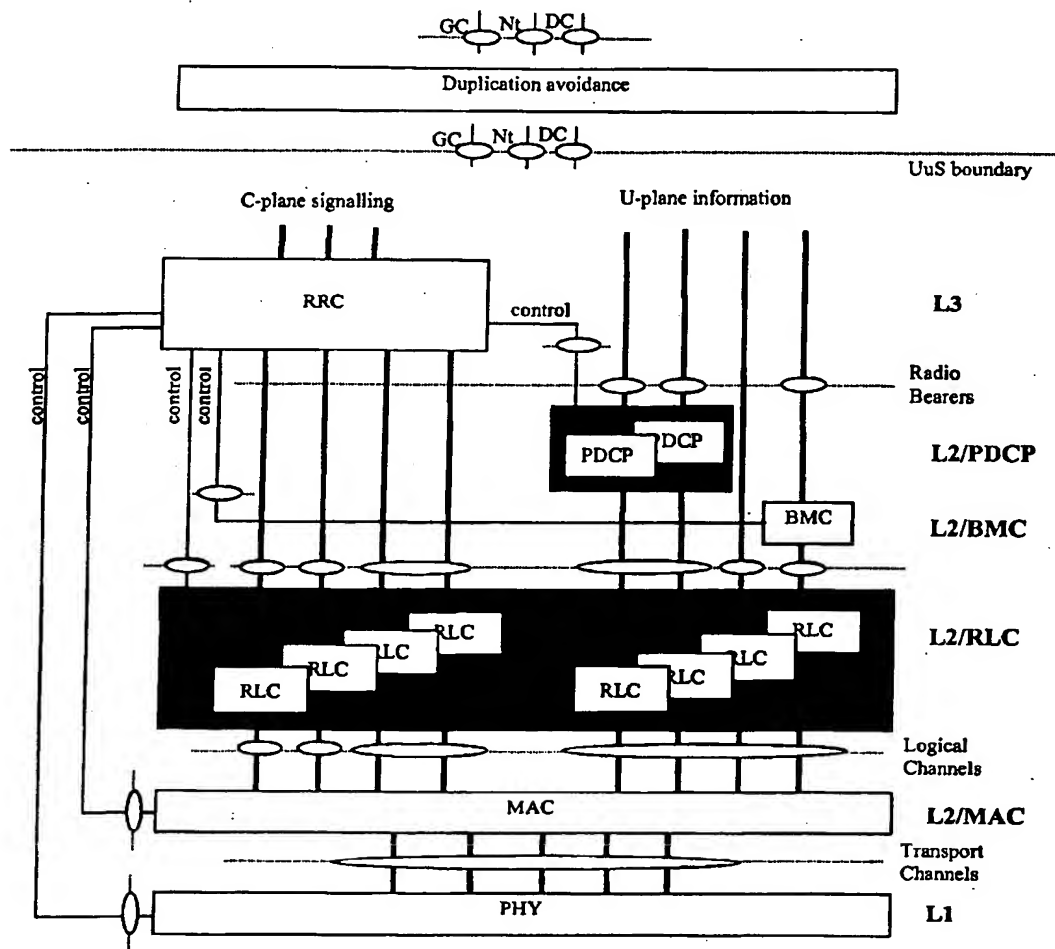 GC Nt DC
Duplication avoidance
GC Nt DC
UuS boundary
C-plane signalling
U-plane information
RRC
control
L3
control
control
control
control
Radio
Bearers
PDCP
PDCP
L2/PDCP
BMC
L2/BMC
RLC
RLC
RLC
RLC
RLC
RLC
RLC
RLC
L2/RLC
Logical
Channels
MAC
L2/MAC
Transport
Channels
PHY
L1